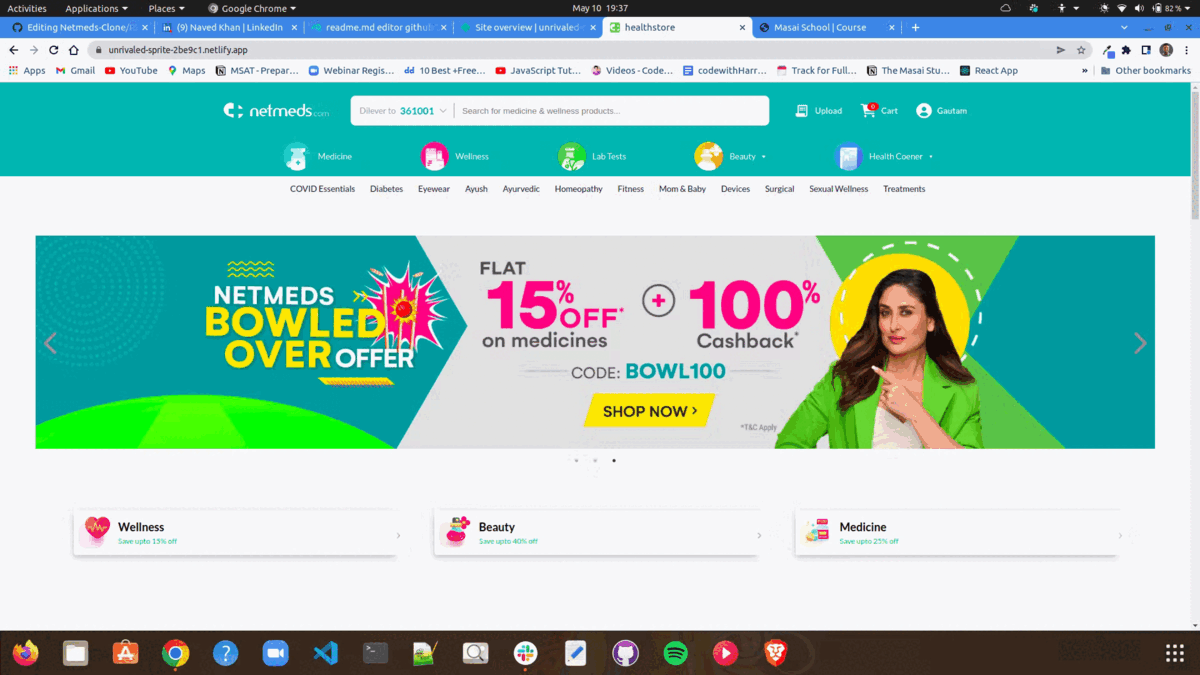 Activities Applications Places Google Chrome May 10 19:37 82 %
Editing Netmeds-Clone/ (9) Naved Khan | LinkedIn readme.md editor github Site overview | unrivaled- healthstore Masai School | Course
unrivaled-sprite-2be9c1.netlify.app
Apps Gmail YouTube Maps MSAT - Prepar... Webinar Regis... 10 Best +Free... JavaScript Tut... Videos - Code... codewithHarr... Track for Full... The Masai Stu... React App » Other bookmarks
netmeds.com Dilever to 361001 Search for medicine & wellness products... Upload 0 Cart Gautam
Medicine Wellness Lab Tests Beauty Health Coener
COVID Essentials Diabetes Eyewear Ayush Ayurvedic Homeopathy Fitness Mom & Baby Devices Surgical Sexual Wellness Treatments
NETMEDS
BOWLED
OVER OFFER
FLAT
15% OFF* + 100%
on medicines Cashback*
CODE: BOWL100
SHOP NOW ›
*T&C Apply
Wellness
Save upto 15% off
Beauty
Save upto 40% off
Medicine
Save upto 25% off